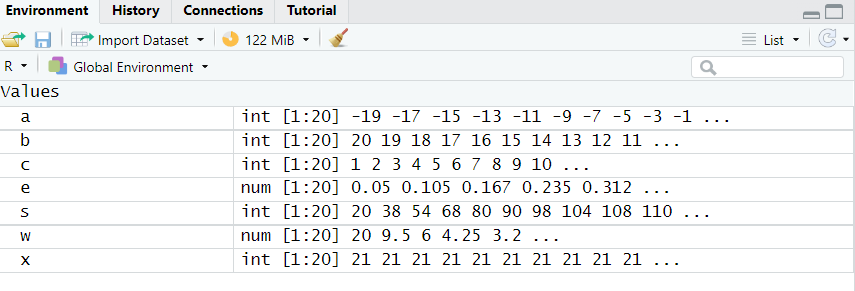 Environment History Connections Tutorial
Import Dataset 122 MiB List
R Global Environment
Values
a int [1:20] -19 -17 -15 -13 -11 -9 -7 -5 -3 -1 ...
b int [1:20] 20 19 18 17 16 15 14 13 12 11 ...
c int [1:20] 1 2 3 4 5 6 7 8 9 10 ...
e num [1:20] 0.05 0.105 0.167 0.235 0.312 ...
s int [1:20] 20 38 54 68 80 90 98 104 108 110 ...
w num [1:20] 20 9.5 6 4.25 3.2 ...
x int [1:20] 21 21 21 21 21 21 21 21 21 21 ...